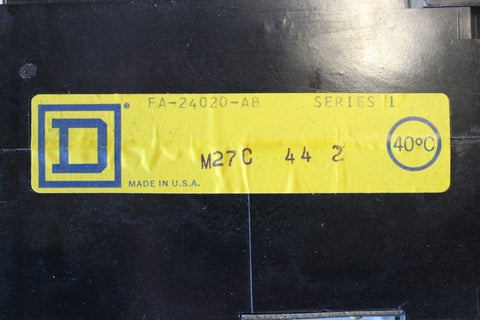 FA-24020-AB SERIES 1
D ®
40°C
M27C 44 2
MADE IN U.S.A.